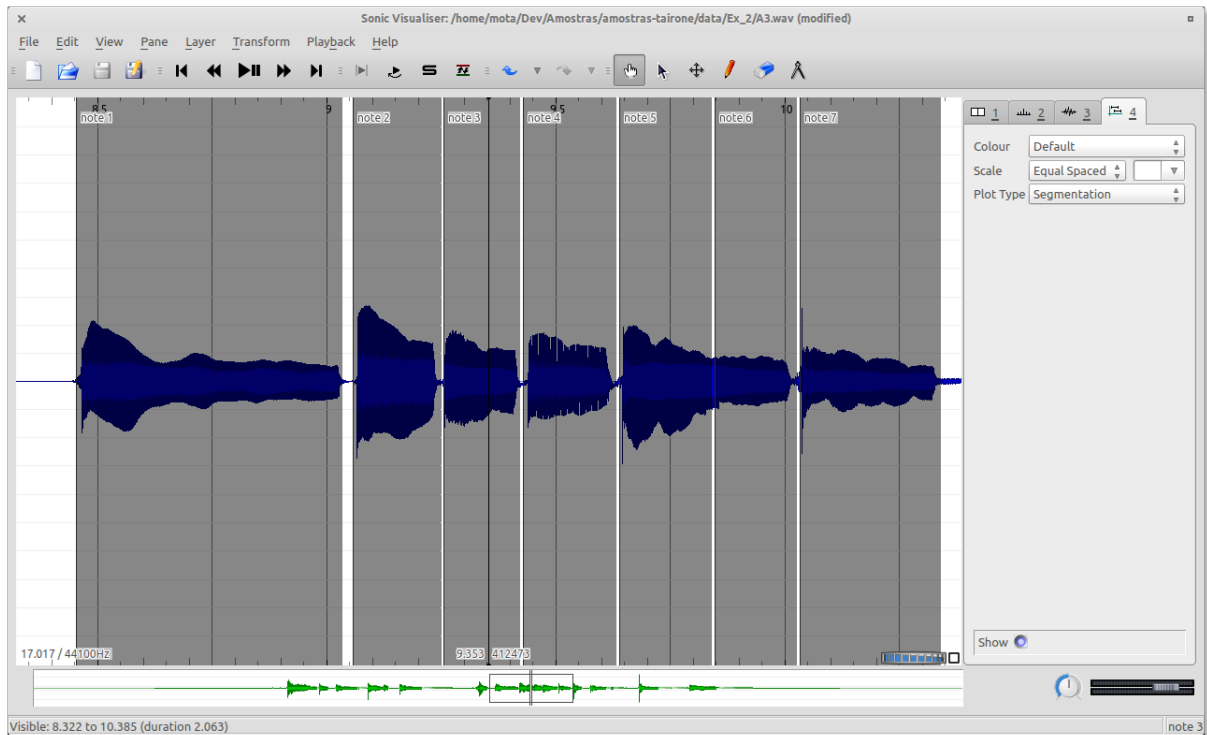 Sonic Visualiser: /home/mota/Dev/Amostras/amostras-tairone/data/Ex_2/A3.wav (modified)
File Edit View Pane Layer Transform Playback Help
8.5 9 9.5 10
note 1 note 2 note 3 note 4 note 5 note 6 note 7
1 2 3 4
Colour Default
Scale Equal Spaced
Plot Type Segmentation
17.017 / 44100Hz 9.353 412473
Show
Visible: 8.322 to 10.385 (duration 2.063) note 3